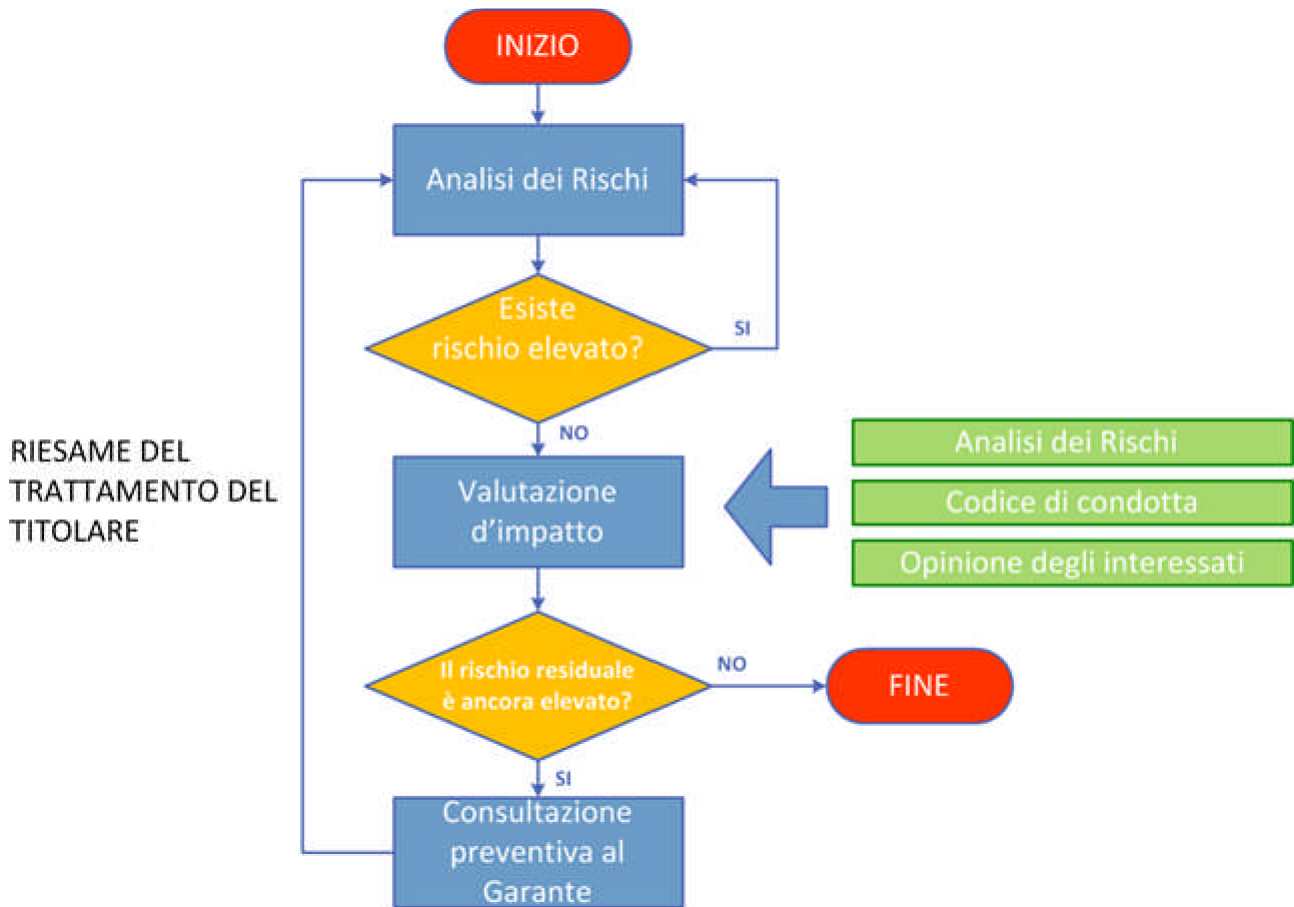 INIZIO
Analisi dei Rischi
Esiste
rischio elevato?
SI
NO
RIESAME DEL
TRATTAMENTO DEL
TITOLARE
Valutazione
d’impatto
Analisi dei Rischi
Codice di condotta
Opinione degli interessati
Il rischio residuale
è ancora elevato?
NO
FINE
SI
Consultazione
preventiva al
Garante